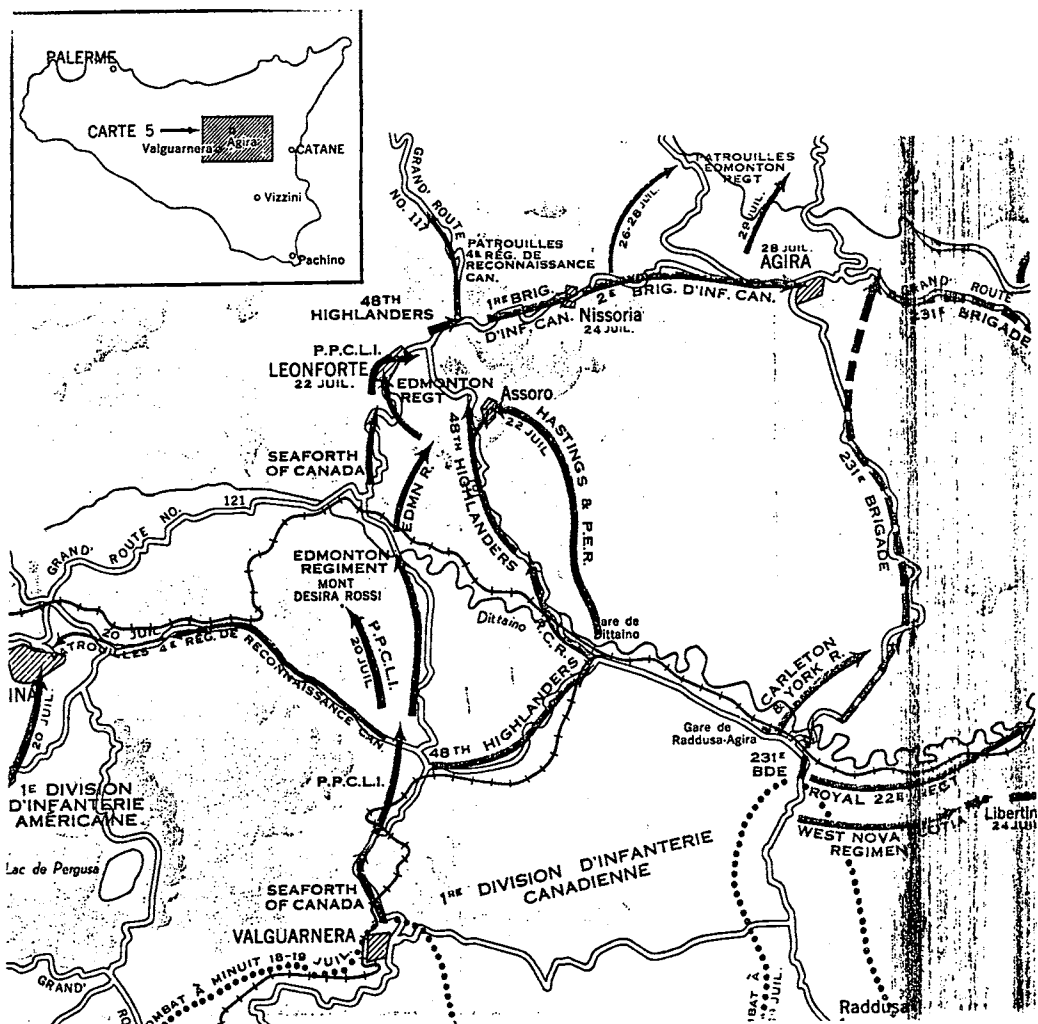 PALERME
CARTE 5
Agira
Valguarnera
CATANE
Vizzini
Pachino
GRAND' ROUTE
NO. 117
PATROUILLES
EDMONTON
REGT
26-28 JUIL.
28 JUIL.
AGIRA
PATROUILLES
4E RÉG. DE
RECONNAISSANCE
CAN.
48TH
HIGHLANDERS
1RE BRIG.
D'INF. CAN.
2E BRIG. D'INF. CAN.
Nissoria
24 JUIL.
GRAND' ROUTE
231E BRIGADE
P.P.C.L.I.
LEONFORTE
22 JUIL.
EDMONTON
REGT
Assoro
22 JUIL
HASTINGS & P.E.R.
48TH HIGHLANDERS
SEAFORTH
OF CANADA
EDMN R.
231E BRIGADE
GRAND' ROUTE NO. 121
EDMONTON
REGIMENT
MONT
DESIRA ROSSI
P.P.C.L.I.
20 JUIL
Dittaino
R.C.R.
Gare de
Dittaino
20 JUIL
PATROUILLES 4E RÉG. DE RECONNAISSANCE CAN.
INA
20 JUIL.
48TH HIGHLANDERS
CARLETON
& YORK R.
Gare de
Raddusa-Agira
231E
BDE
P.P.C.L.I.
1E DIVISION
D'INFANTERIE
AMÉRICAINE
ROYAL 22E REGT
WEST NOVA SCOTIA
REGIMENT
Libertin
24 JUIL
Lac de Pergusa
1RE DIVISION D'INFANTERIE
CANADIENNE
SEAFORTH
OF CANADA
VALGUARNERA
OMBAT À MINUIT 18-19 JUIL.
GRAND'
RO
MBAT À
JUIL.
Raddusa